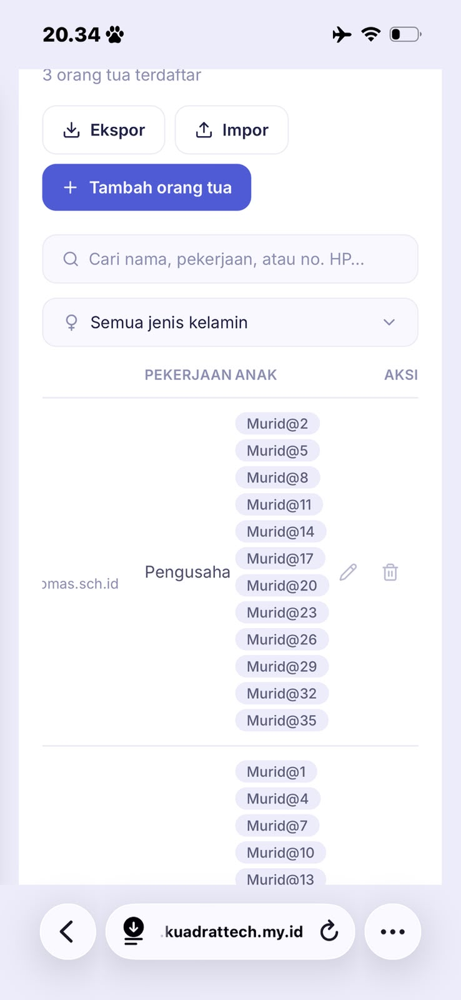 20.34
3 orang tua terdaftar
Ekspor
Impor
+ Tambah orang tua
Cari nama, pekerjaan, atau no. HP...
Semua jenis kelamin
PEKERJAAN ANAK AKSI
Murid@2
Murid@5
Murid@8
Murid@11
Murid@14
Murid@17
Pengusaha
omas.sch.id
Murid@20
Murid@23
Murid@26
Murid@29
Murid@32
Murid@35
Murid@1
Murid@4
Murid@7
Murid@10
Murid@13
.kuadrattech.my.id